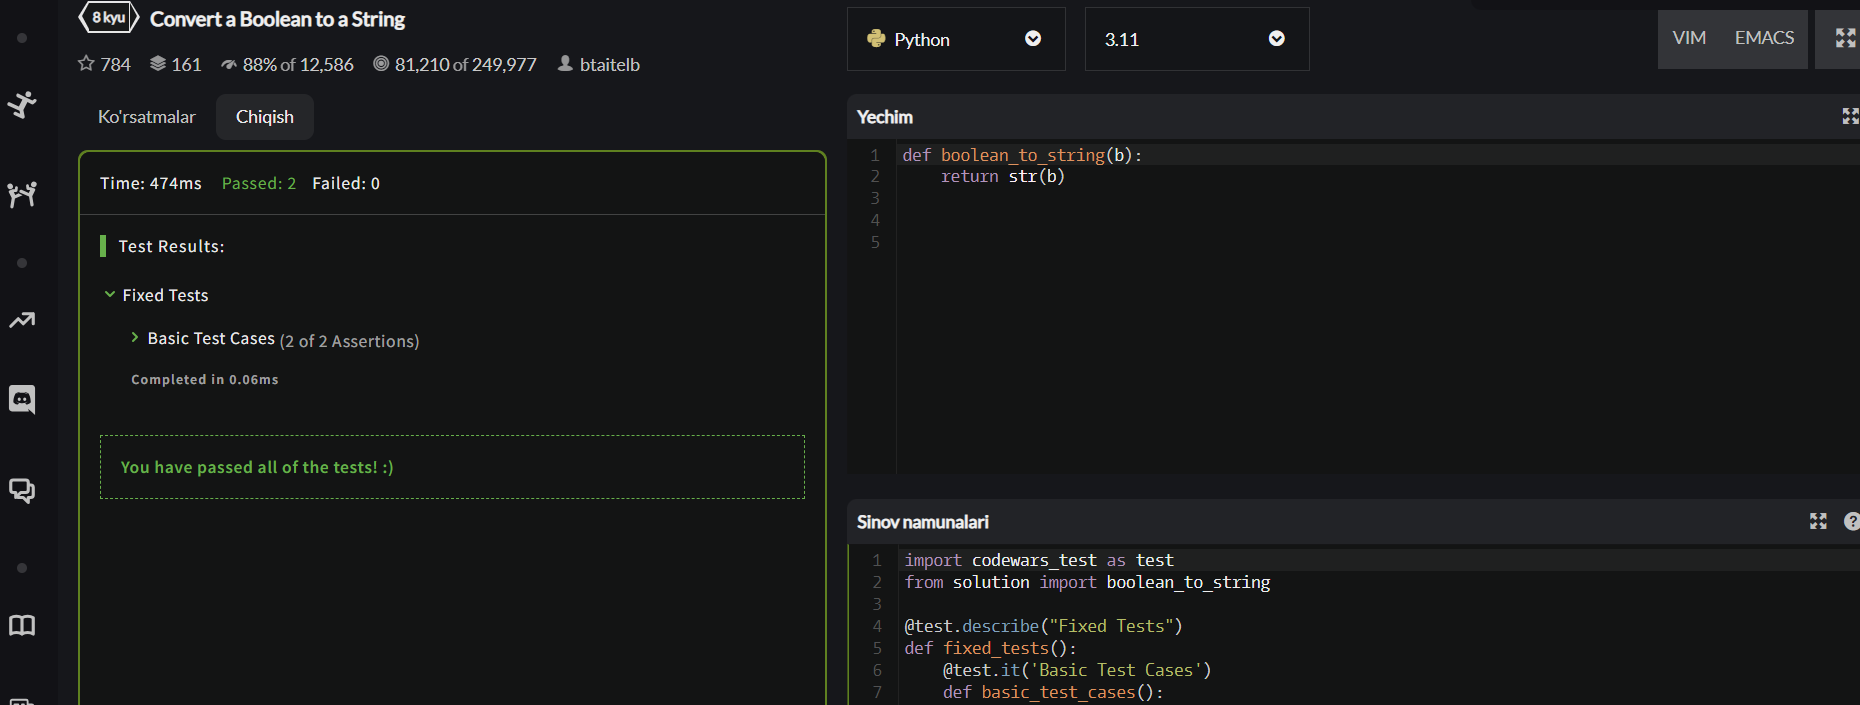 8 kyu Convert a Boolean to a String
784 161 88% of 12,586 81,210 of 249,977 btaitelb
Ko'rsatmalar Chiqish
Time: 474ms Passed: 2 Failed: 0
Test Results:
Fixed Tests
Basic Test Cases (2 of 2 Assertions)
Completed in 0.06ms
You have passed all of the tests! :)
Python 3.11 VIM EMACS
Yechim
1 def boolean_to_string(b):
2     return str(b)
3
4
5
Sinov namunalari ?
1 import codewars_test as test
2 from solution import boolean_to_string
3
4 @test.describe("Fixed Tests")
5 def fixed_tests():
6     @test.it('Basic Test Cases')
7     def basic_test_cases():